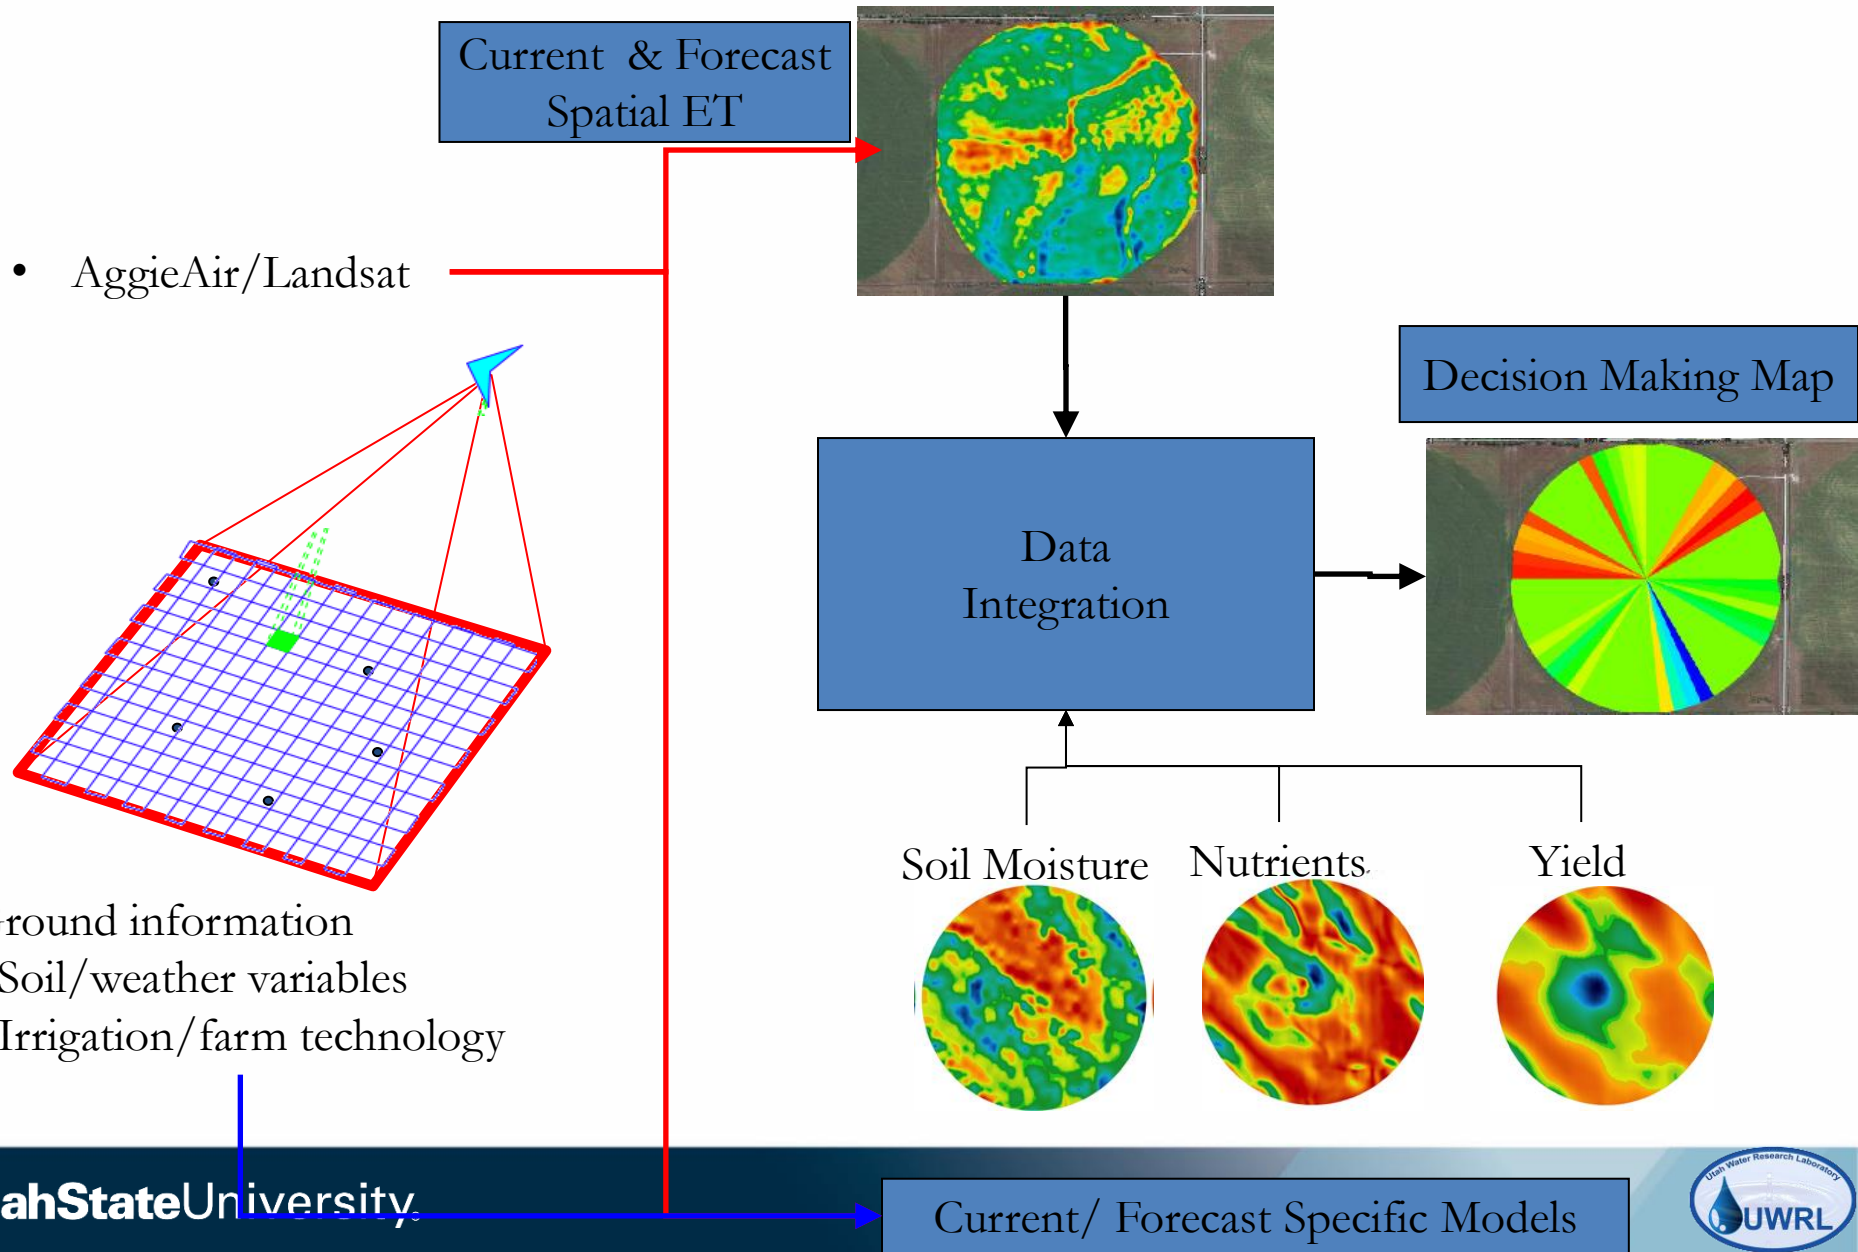 Current & Forecast
Spatial ET
• AggieAir/Landsat
Decision Making Map
Data
Integration
Soil Moisture
Nutrients
Yield
round information
Soil/weather variables
Irrigation/farm technology
ahStateUniversity
Current/ Forecast Specific Models
Utah Water Research Laboratory
UWRL